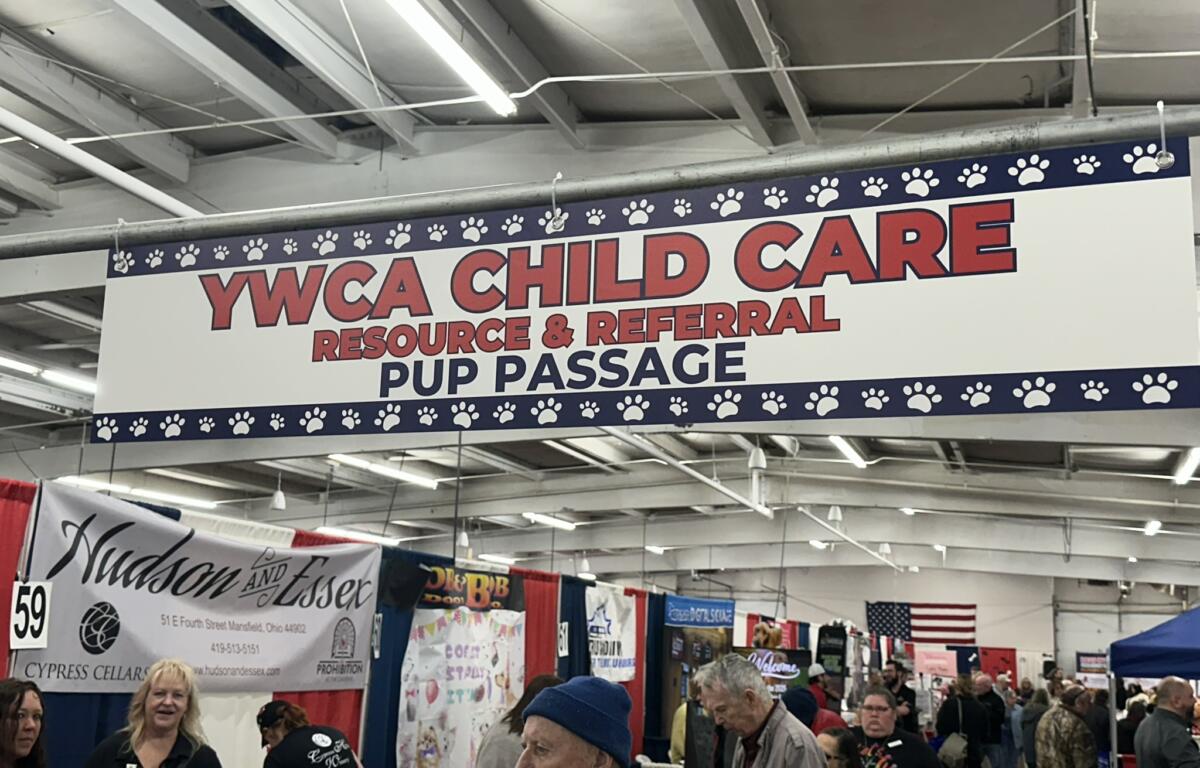 YWCA CHILD CARE
RESOURCE & REFERRAL
PUP PASSAGE
Hudson AND Essex
51 E Fourth Street Mansfield, Ohio 44902
419-513-5151
www.hudsonandessex.com
CYPRESS CELLARS
PROHIBITION
59
61
Welcome